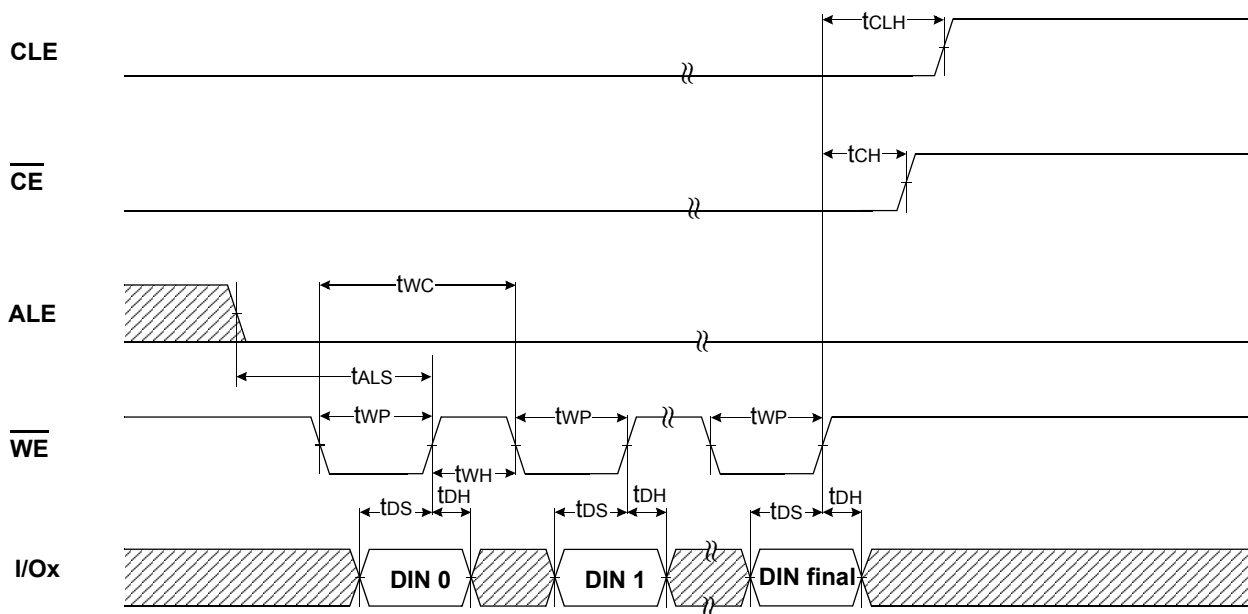 tCLH
CLE
tCH
CE
tWC
ALE
tALS
tWP tWP tWP
WE
tWH
tDS tDH tDS tDH tDS tDH
I/Ox DIN 0 DIN 1 DIN final